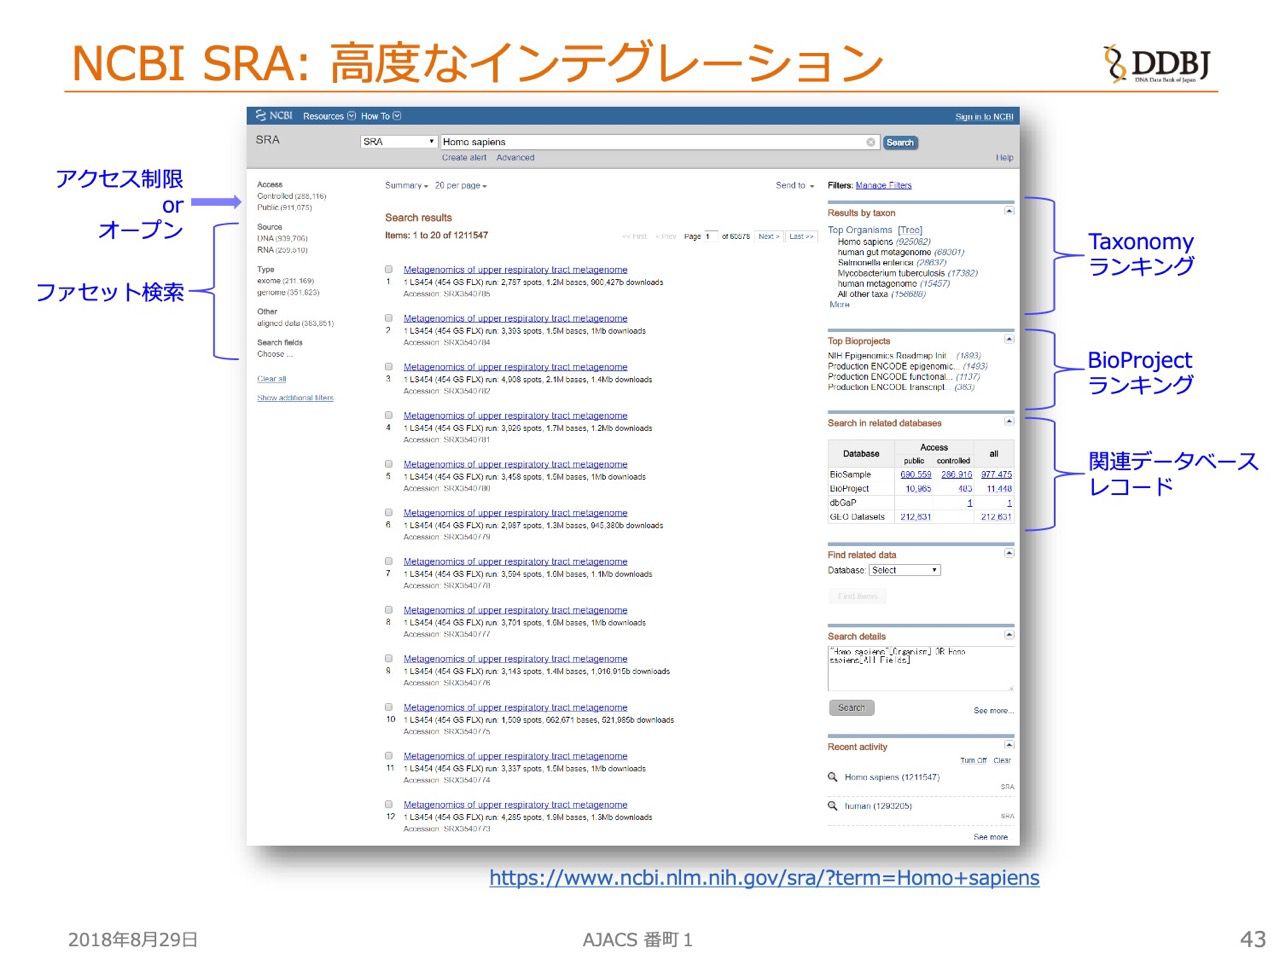 NCBI SRA: 高度なインテグレーション
DDBJ
DNA Data Bank of Japan
アクセス制限
or
オープン
ファセット検索
NCBI Resources How To
Sign in to NCBI
SRA
SRA Homo sapiens Search
Create alert Advanced
Help
Access
Controlled (288,116)
Public (911,075)
Source
DNA (939,706)
RNA (259,510)
Type
exome (211,169)
genome (351,623)
Other
aligned data (383,851)
Search fields
Choose ...
Clear all
Show additional filters
Summary 20 per page
Send to
Search results
Items: 1 to 20 of 1211547
<< First < Prev Page 1 of 60578 Next > Last >>
Metagenomics of upper respiratory tract metagenome
1 1 LS454 (454 GS FLX) run: 2,787 spots, 1.2M bases, 900,427b downloads
Accession: SRX3540785
Metagenomics of upper respiratory tract metagenome
2 1 LS454 (454 GS FLX) run: 3,393 spots, 1.5M bases, 1Mb downloads
Accession: SRX3540784
Metagenomics of upper respiratory tract metagenome
3 1 LS454 (454 GS FLX) run: 4,908 spots, 2.1M bases, 1.4Mb downloads
Accession: SRX3540782
Metagenomics of upper respiratory tract metagenome
4 1 LS454 (454 GS FLX) run: 3,926 spots, 1.7M bases, 1.2Mb downloads
Accession: SRX3540781
Metagenomics of upper respiratory tract metagenome
5 1 LS454 (454 GS FLX) run: 3,458 spots, 1.5M bases, 1Mb downloads
Accession: SRX3540780
Metagenomics of upper respiratory tract metagenome
6 1 LS454 (454 GS FLX) run: 2,987 spots, 1.3M bases, 945,380b downloads
Accession: SRX3540779
Metagenomics of upper respiratory tract metagenome
7 1 LS454 (454 GS FLX) run: 3,594 spots, 1.6M bases, 1.1Mb downloads
Accession: SRX3540778
Metagenomics of upper respiratory tract metagenome
8 1 LS454 (454 GS FLX) run: 3,701 spots, 1.6M bases, 1Mb downloads
Accession: SRX3540777
Metagenomics of upper respiratory tract metagenome
9 1 LS454 (454 GS FLX) run: 3,143 spots, 1.4M bases, 1,016,915b downloads
Accession: SRX3540776
Metagenomics of upper respiratory tract metagenome
10 1 LS454 (454 GS FLX) run: 1,509 spots, 662,671 bases, 521,985b downloads
Accession: SRX3540775
Metagenomics of upper respiratory tract metagenome
11 1 LS454 (454 GS FLX) run: 3,337 spots, 1.5M bases, 1Mb downloads
Accession: SRX3540774
Metagenomics of upper respiratory tract metagenome
12 1 LS454 (454 GS FLX) run: 4,285 spots, 1.9M bases, 1.3Mb downloads
Accession: SRX3540773
Filters: Manage Filters
Results by taxon
Top Organisms [Tree]
Homo sapiens (925082)
human gut metagenome (68301)
Salmonella enterica (28637)
Mycobacterium tuberculosis (17382)
human metagenome (15457)
All other taxa (156688)
More...
Top Bioprojects
NIH Epigenomics Roadmap Init... (1893)
Production ENCODE epigenomic... (1493)
Production ENCODE functional... (1137)
Production ENCODE transcript... (363)
Search in related databases
Database Access all
public controlled
BioSample 690,559 286,916 977,475
BioProject 10,965 483 11,448
dbGaP 1 1
GEO Datasets 212,631 212,631
Find related data
Database: Select
Find items
Search details
"Homo sapiens"[Organism] OR Homo
sapiens[All Fields]
Search
See more...
Recent activity
Turn Off Clear
Homo sapiens (1211547)
SRA
human (1293205)
SRA
See more...
Taxonomy
ランキング
BioProject
ランキング
関連データベース
レコード
https://www.ncbi.nlm.nih.gov/sra/?term=Homo+sapiens
2018年8月29日
AJACS 番町 1
43